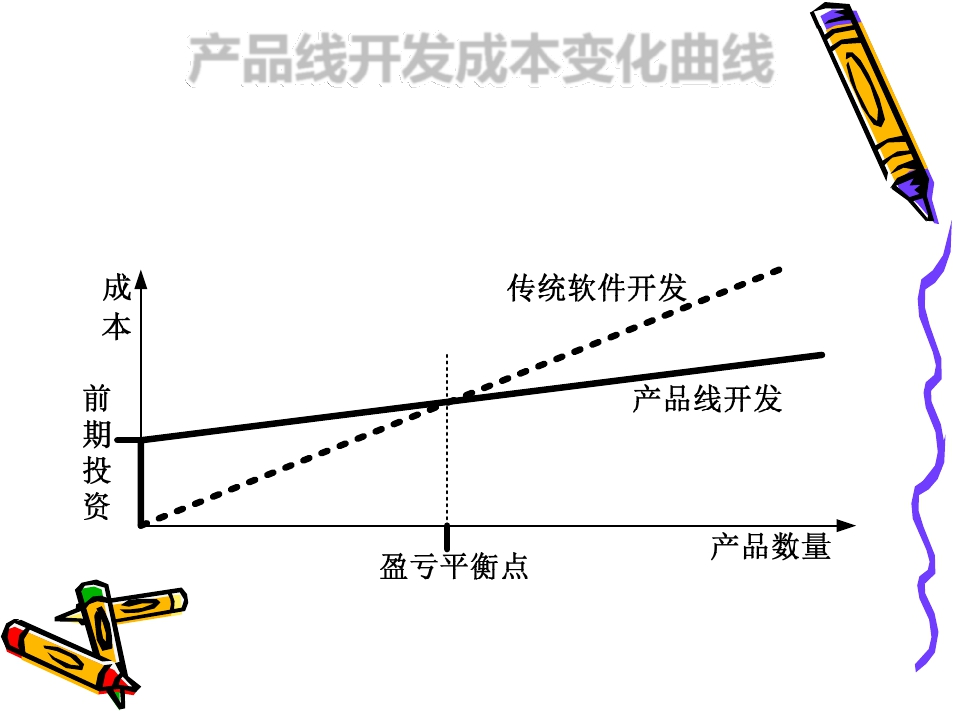 产品线开发成本变化曲线
成本
传统软件开发
前期投资
产品线开发
产品数量
盈亏平衡点